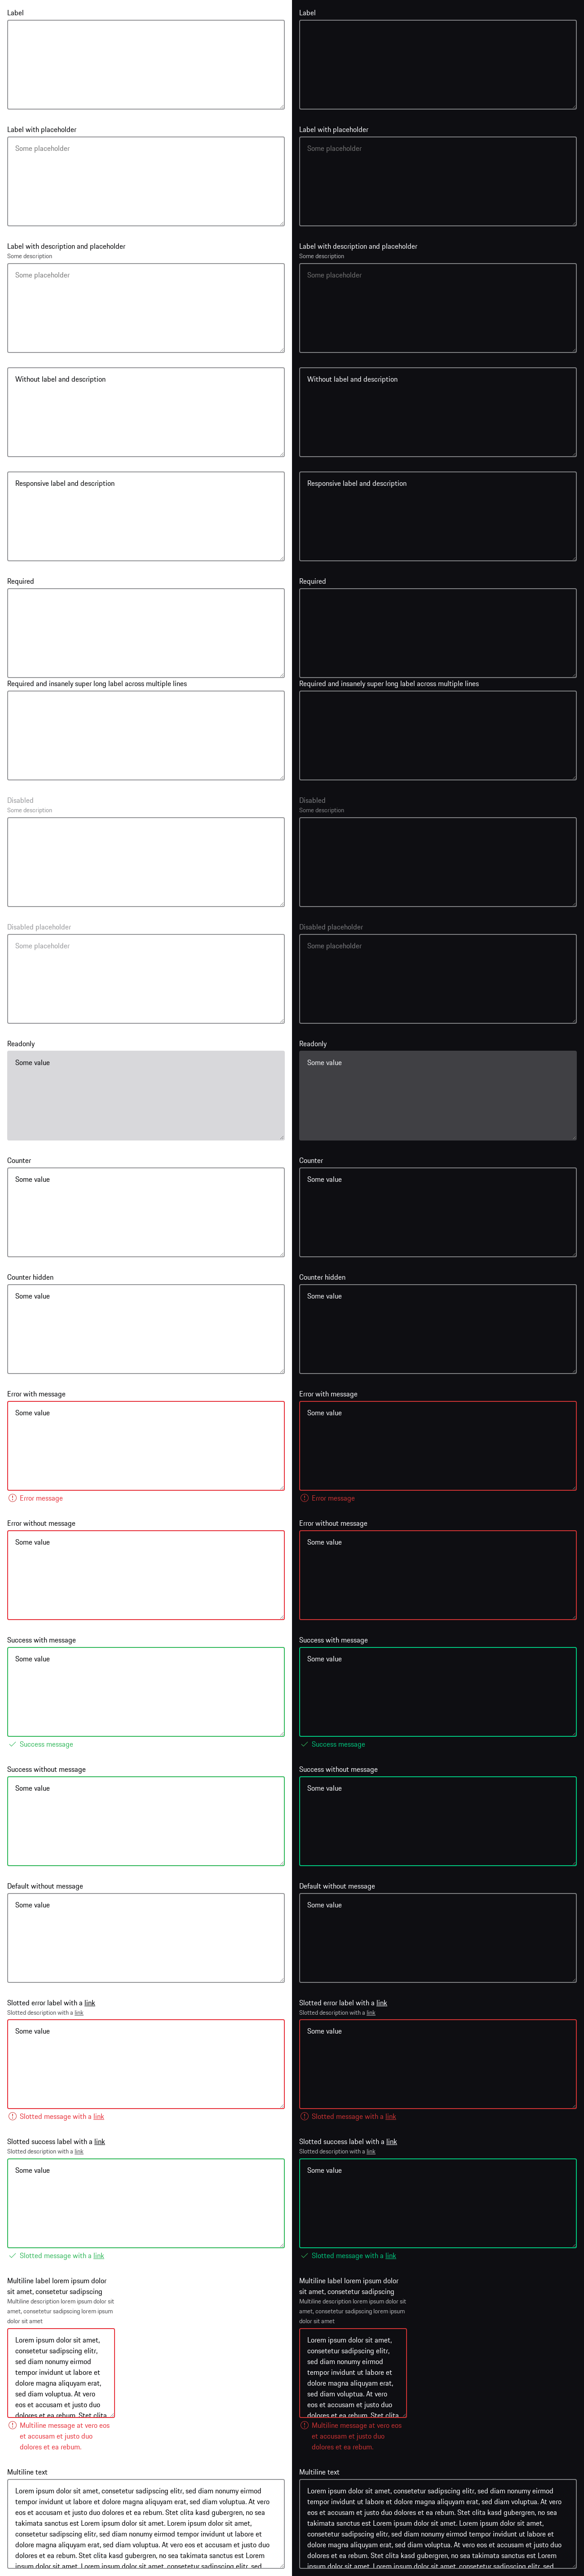 Label
Label with placeholder
Some placeholder
Label with description and placeholder
Some description
Some placeholder
Without label and description
Responsive label and description
Required
Required and insanely super long label across multiple lines
Disabled
Some description
Disabled placeholder
Some placeholder
Readonly
Some value
Counter
Some value
Counter hidden
Some value
Error with message
Some value
Error message
Error without message
Some value
Success with message
Some value
Success message
Success without message
Some value
Default without message
Some value
Slotted error label with a link
Slotted description with a link
Some value
Slotted message with a link
Slotted success label with a link
Slotted description with a link
Some value
Slotted message with a link
Multiline label lorem ipsum dolor
sit amet, consetetur sadipscing
Multiline description lorem ipsum dolor sit
amet, consetetur sadipscing lorem ipsum
dolor sit amet
Lorem ipsum dolor sit amet,
consetetur sadipscing elitr,
sed diam nonumy eirmod
tempor invidunt ut labore et
dolore magna aliquyam erat,
sed diam voluptua. At vero
eos et accusam et justo duo
dolores et ea rebum. Stet clita
Multiline message at vero eos
et accusam et justo duo
dolores et ea rebum.
Multiline text
Lorem ipsum dolor sit amet, consetetur sadipscing elitr, sed diam nonumy eirmod
tempor invidunt ut labore et dolore magna aliquyam erat, sed diam voluptua. At vero
eos et accusam et justo duo dolores et ea rebum. Stet clita kasd gubergren, no sea
takimata sanctus est Lorem ipsum dolor sit amet. Lorem ipsum dolor sit amet,
consetetur sadipscing elitr, sed diam nonumy eirmod tempor invidunt ut labore et
dolore magna aliquyam erat, sed diam voluptua. At vero eos et accusam et justo duo
dolores et ea rebum. Stet clita kasd gubergren, no sea takimata sanctus est Lorem
ipsum dolor sit amet. Lorem ipsum dolor sit amet, consetetur sadipscing elitr, sed
Label
Label with placeholder
Some placeholder
Label with description and placeholder
Some description
Some placeholder
Without label and description
Responsive label and description
Required
Required and insanely super long label across multiple lines
Disabled
Some description
Disabled placeholder
Some placeholder
Readonly
Some value
Counter
Some value
Counter hidden
Some value
Error with message
Some value
Error message
Error without message
Some value
Success with message
Some value
Success message
Success without message
Some value
Default without message
Some value
Slotted error label with a link
Slotted description with a link
Some value
Slotted message with a link
Slotted success label with a link
Slotted description with a link
Some value
Slotted message with a link
Multiline label lorem ipsum dolor
sit amet, consetetur sadipscing
Multiline description lorem ipsum dolor sit
amet, consetetur sadipscing lorem ipsum
dolor sit amet
Lorem ipsum dolor sit amet,
consetetur sadipscing elitr,
sed diam nonumy eirmod
tempor invidunt ut labore et
dolore magna aliquyam erat,
sed diam voluptua. At vero
eos et accusam et justo duo
dolores et ea rebum. Stet clita
Multiline message at vero eos
et accusam et justo duo
dolores et ea rebum.
Multiline text
Lorem ipsum dolor sit amet, consetetur sadipscing elitr, sed diam nonumy eirmod
tempor invidunt ut labore et dolore magna aliquyam erat, sed diam voluptua. At vero
eos et accusam et justo duo dolores et ea rebum. Stet clita kasd gubergren, no sea
takimata sanctus est Lorem ipsum dolor sit amet. Lorem ipsum dolor sit amet,
consetetur sadipscing elitr, sed diam nonumy eirmod tempor invidunt ut labore et
dolore magna aliquyam erat, sed diam voluptua. At vero eos et accusam et justo duo
dolores et ea rebum. Stet clita kasd gubergren, no sea takimata sanctus est Lorem
ipsum dolor sit amet. Lorem ipsum dolor sit amet, consetetur sadipscing elitr, sed